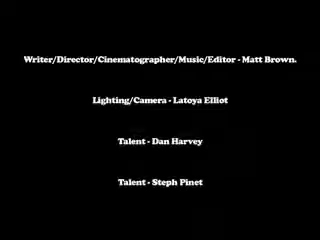 Writer/Director/Cinematographer/Music/Editor - Matt Brown.
Lighting/Camera - Latoya Elliot
Talent - Dan Harvey
Talent - Steph Pinet